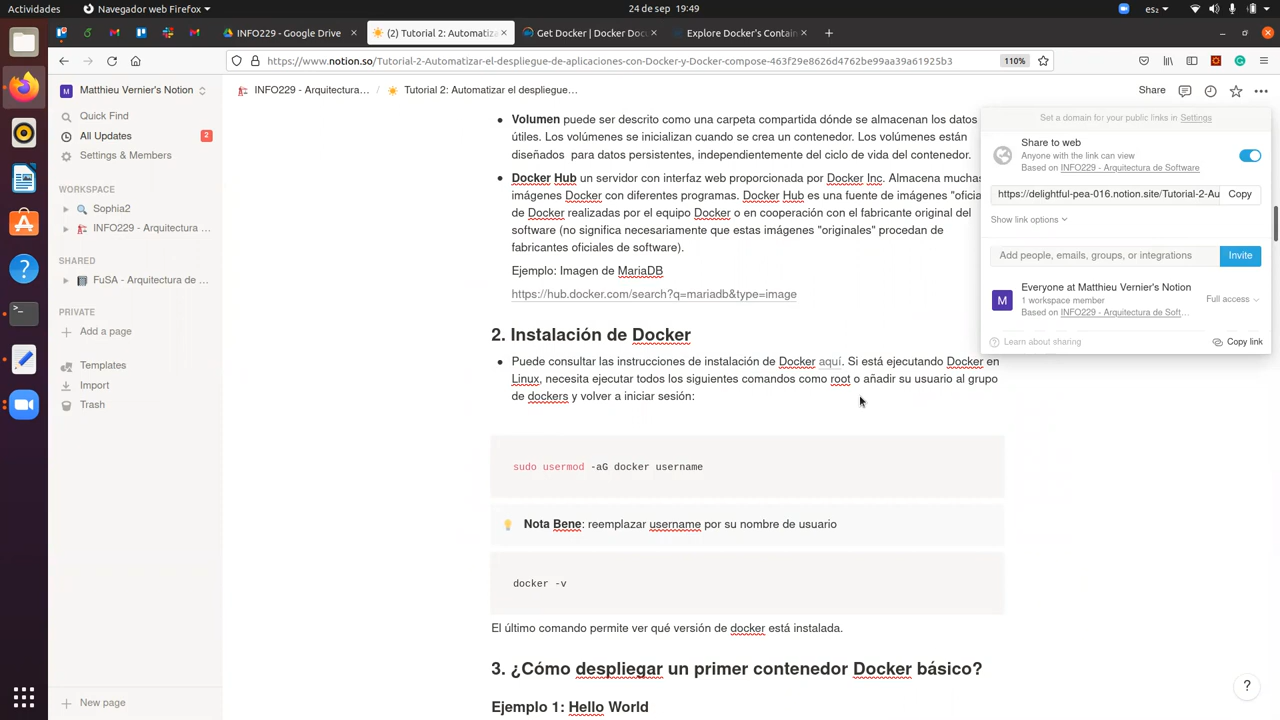 Actividades
Navegador web Firefox
24 de sep 19:49
es₂
INFO229 - Google Drive
(2) Tutorial 2: Automatiza
Get Docker | Docker Docu
Explore Docker's Contain
https://www.notion.so/Tutorial-2-Automatizar-el-despliegue-de-aplicaciones-con-Docker-y-Docker-compose-463f29e8626d4762be99aa39a61925b3
110%
M Matthieu Vernier's Notion
INFO229 - Arquitectura… / Tutorial 2: Automatizar el despliegue…
Share
Quick Find
All Updates 2
Settings & Members
WORKSPACE
Sophia2
INFO229 - Arquitectura …
SHARED
FuSA - Arquitectura de …
PRIVATE
Add a page
Templates
Import
Trash
New page
Volumen puede ser descrito como una carpeta compartida dónde se almacenan los datos
útiles. Los volúmenes se inicializan cuando se crea un contenedor. Los volúmenes están
diseñados para datos persistentes, independientemente del ciclo de vida del contenedor.
Docker Hub un servidor con interfaz web proporcionada por Docker Inc. Almacena muchas
imágenes Docker con diferentes programas. Docker Hub es una fuente de imágenes "oficia
de Docker realizadas por el equipo Docker o en cooperación con el fabricante original del
software (no significa necesariamente que estas imágenes "originales" procedan de
fabricantes oficiales de software).
Ejemplo: Imagen de MariaDB
https://hub.docker.com/search?q=mariadb&type=image
2. Instalación de Docker
Puede consultar las instrucciones de instalación de Docker aquí. Si está ejecutando Docker en
Linux, necesita ejecutar todos los siguientes comandos como root o añadir su usuario al grupo
de dockers y volver a iniciar sesión:
sudo usermod -aG docker username
Nota Bene: reemplazar username por su nombre de usuario
docker -v
El último comando permite ver qué versión de docker está instalada.
3. ¿Cómo despliegar un primer contenedor Docker básico?
Ejemplo 1: Hello World
Set a domain for your public links in Settings
Share to web
Anyone with the link can view
Based on INFO229 - Arquitectura de Software
https://delightful-pea-016.notion.site/Tutorial-2-Au
Copy
Show link options
Add people, emails, groups, or integrations
Invite
M
Everyone at Matthieu Vernier's Notion
1 workspace member
Based on INFO229 - Arquitectura de Soft…
Full access
Learn about sharing
Copy link
?